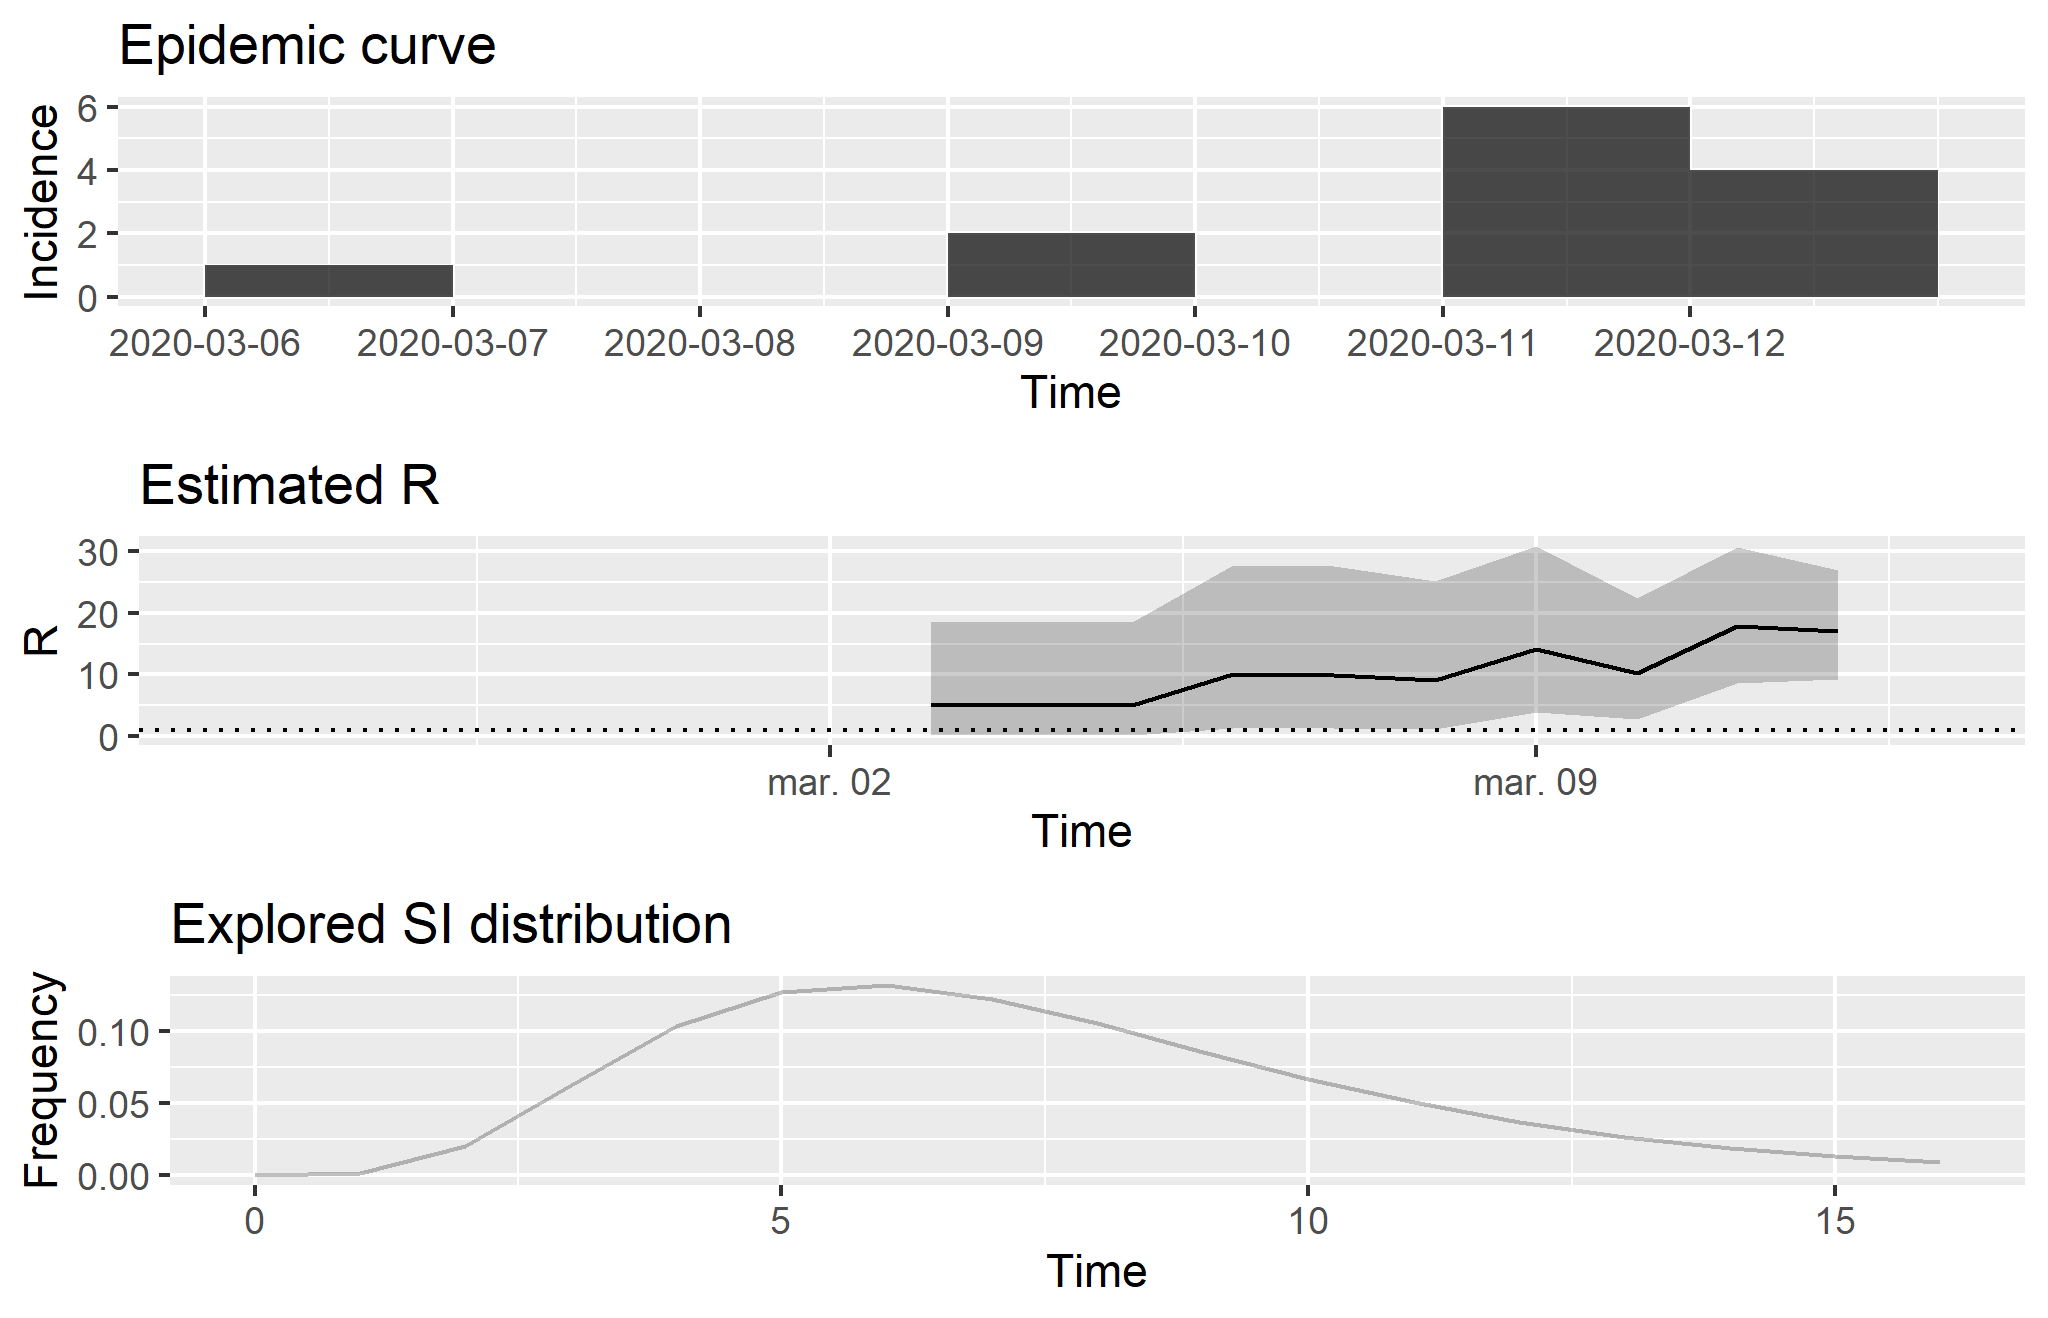 Epidemic curve
Incidence
6
4
2
0
2020-03-06 2020-03-07 2020-03-08 2020-03-09 2020-03-10 2020-03-11 2020-03-12
Time
Estimated R
R
30
20
10
0
mar. 02 mar. 09
Time
Explored SI distribution
Frequency
0.10
0.05
0.00
0 5 10 15
Time